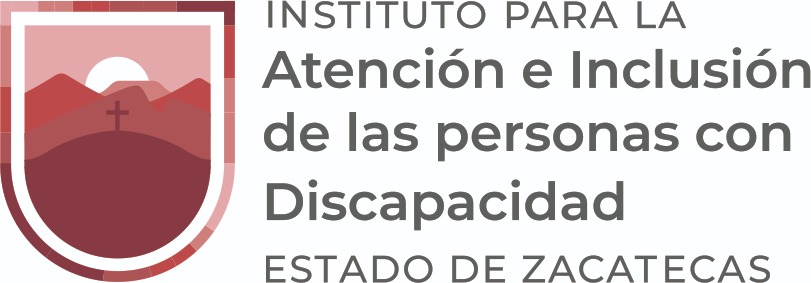 INSTITUTO PARA LA
Atención e Inclusión
de las personas con
Discapacidad
ESTADO DE ZACATECAS